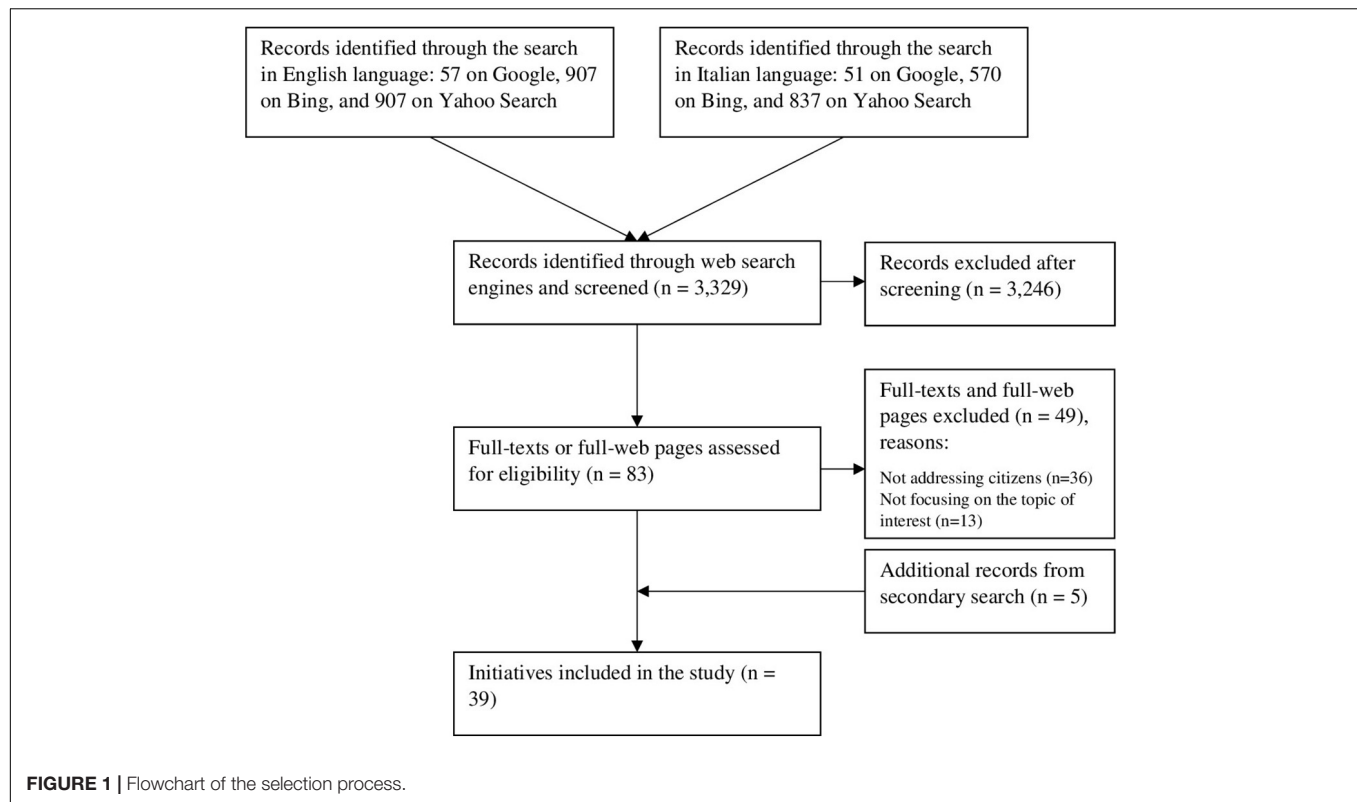 Records identified through the search
in English language: 57 on Google, 907
on Bing, and 907 on Yahoo Search
Records identified through the search
in Italian language: 51 on Google, 570
on Bing, and 837 on Yahoo Search
Records identified through web search
engines and screened (n = 3,329)
Records excluded after
screening (n = 3,246)
Full-texts or full-web pages assessed
for eligibility (n = 83)
Full-texts and full-web
pages excluded (n = 49),
reasons:
Not addressing citizens (n=36)
Not focusing on the topic of
interest (n=13)
Additional records from
secondary search (n = 5)
Initiatives included in the study (n =
39)
FIGURE 1 | Flowchart of the selection process.